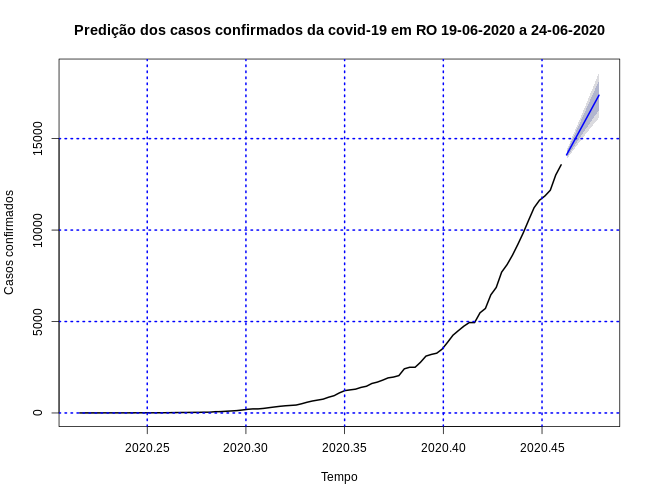 Predição dos casos confirmados da covid-19 em RO 19-06-2020 a 24-06-2020
Casos confirmados
15000
10000
5000
0
2020.25 2020.30 2020.35 2020.40 2020.45
Tempo